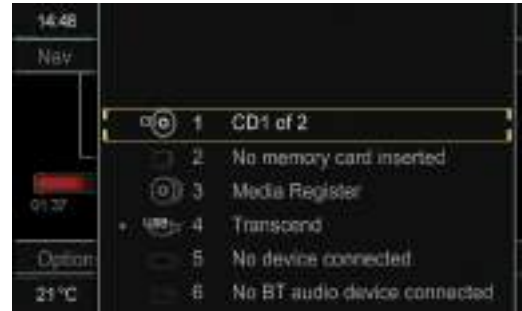 14:48
Nav
1 CD1 of 2
2 No memory card inserted
3 Media Register
USB 4 Transcend
01:37
Option
5 No device connected
21 °C
6 No BT audio device connected